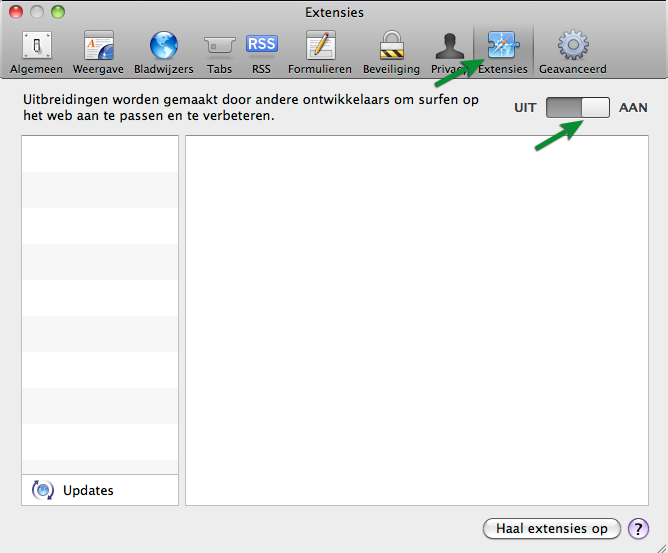 Extensies
Algemeen Weergave Bladwijzers Tabs RSS RSS Formulieren Beveiliging Privacy Extensies Geavanceerd
Uitbreidingen worden gemaakt door andere ontwikkelaars om surfen op
het web aan te passen en te verbeteren.
UIT AAN
Updates
Haal extensies op ?